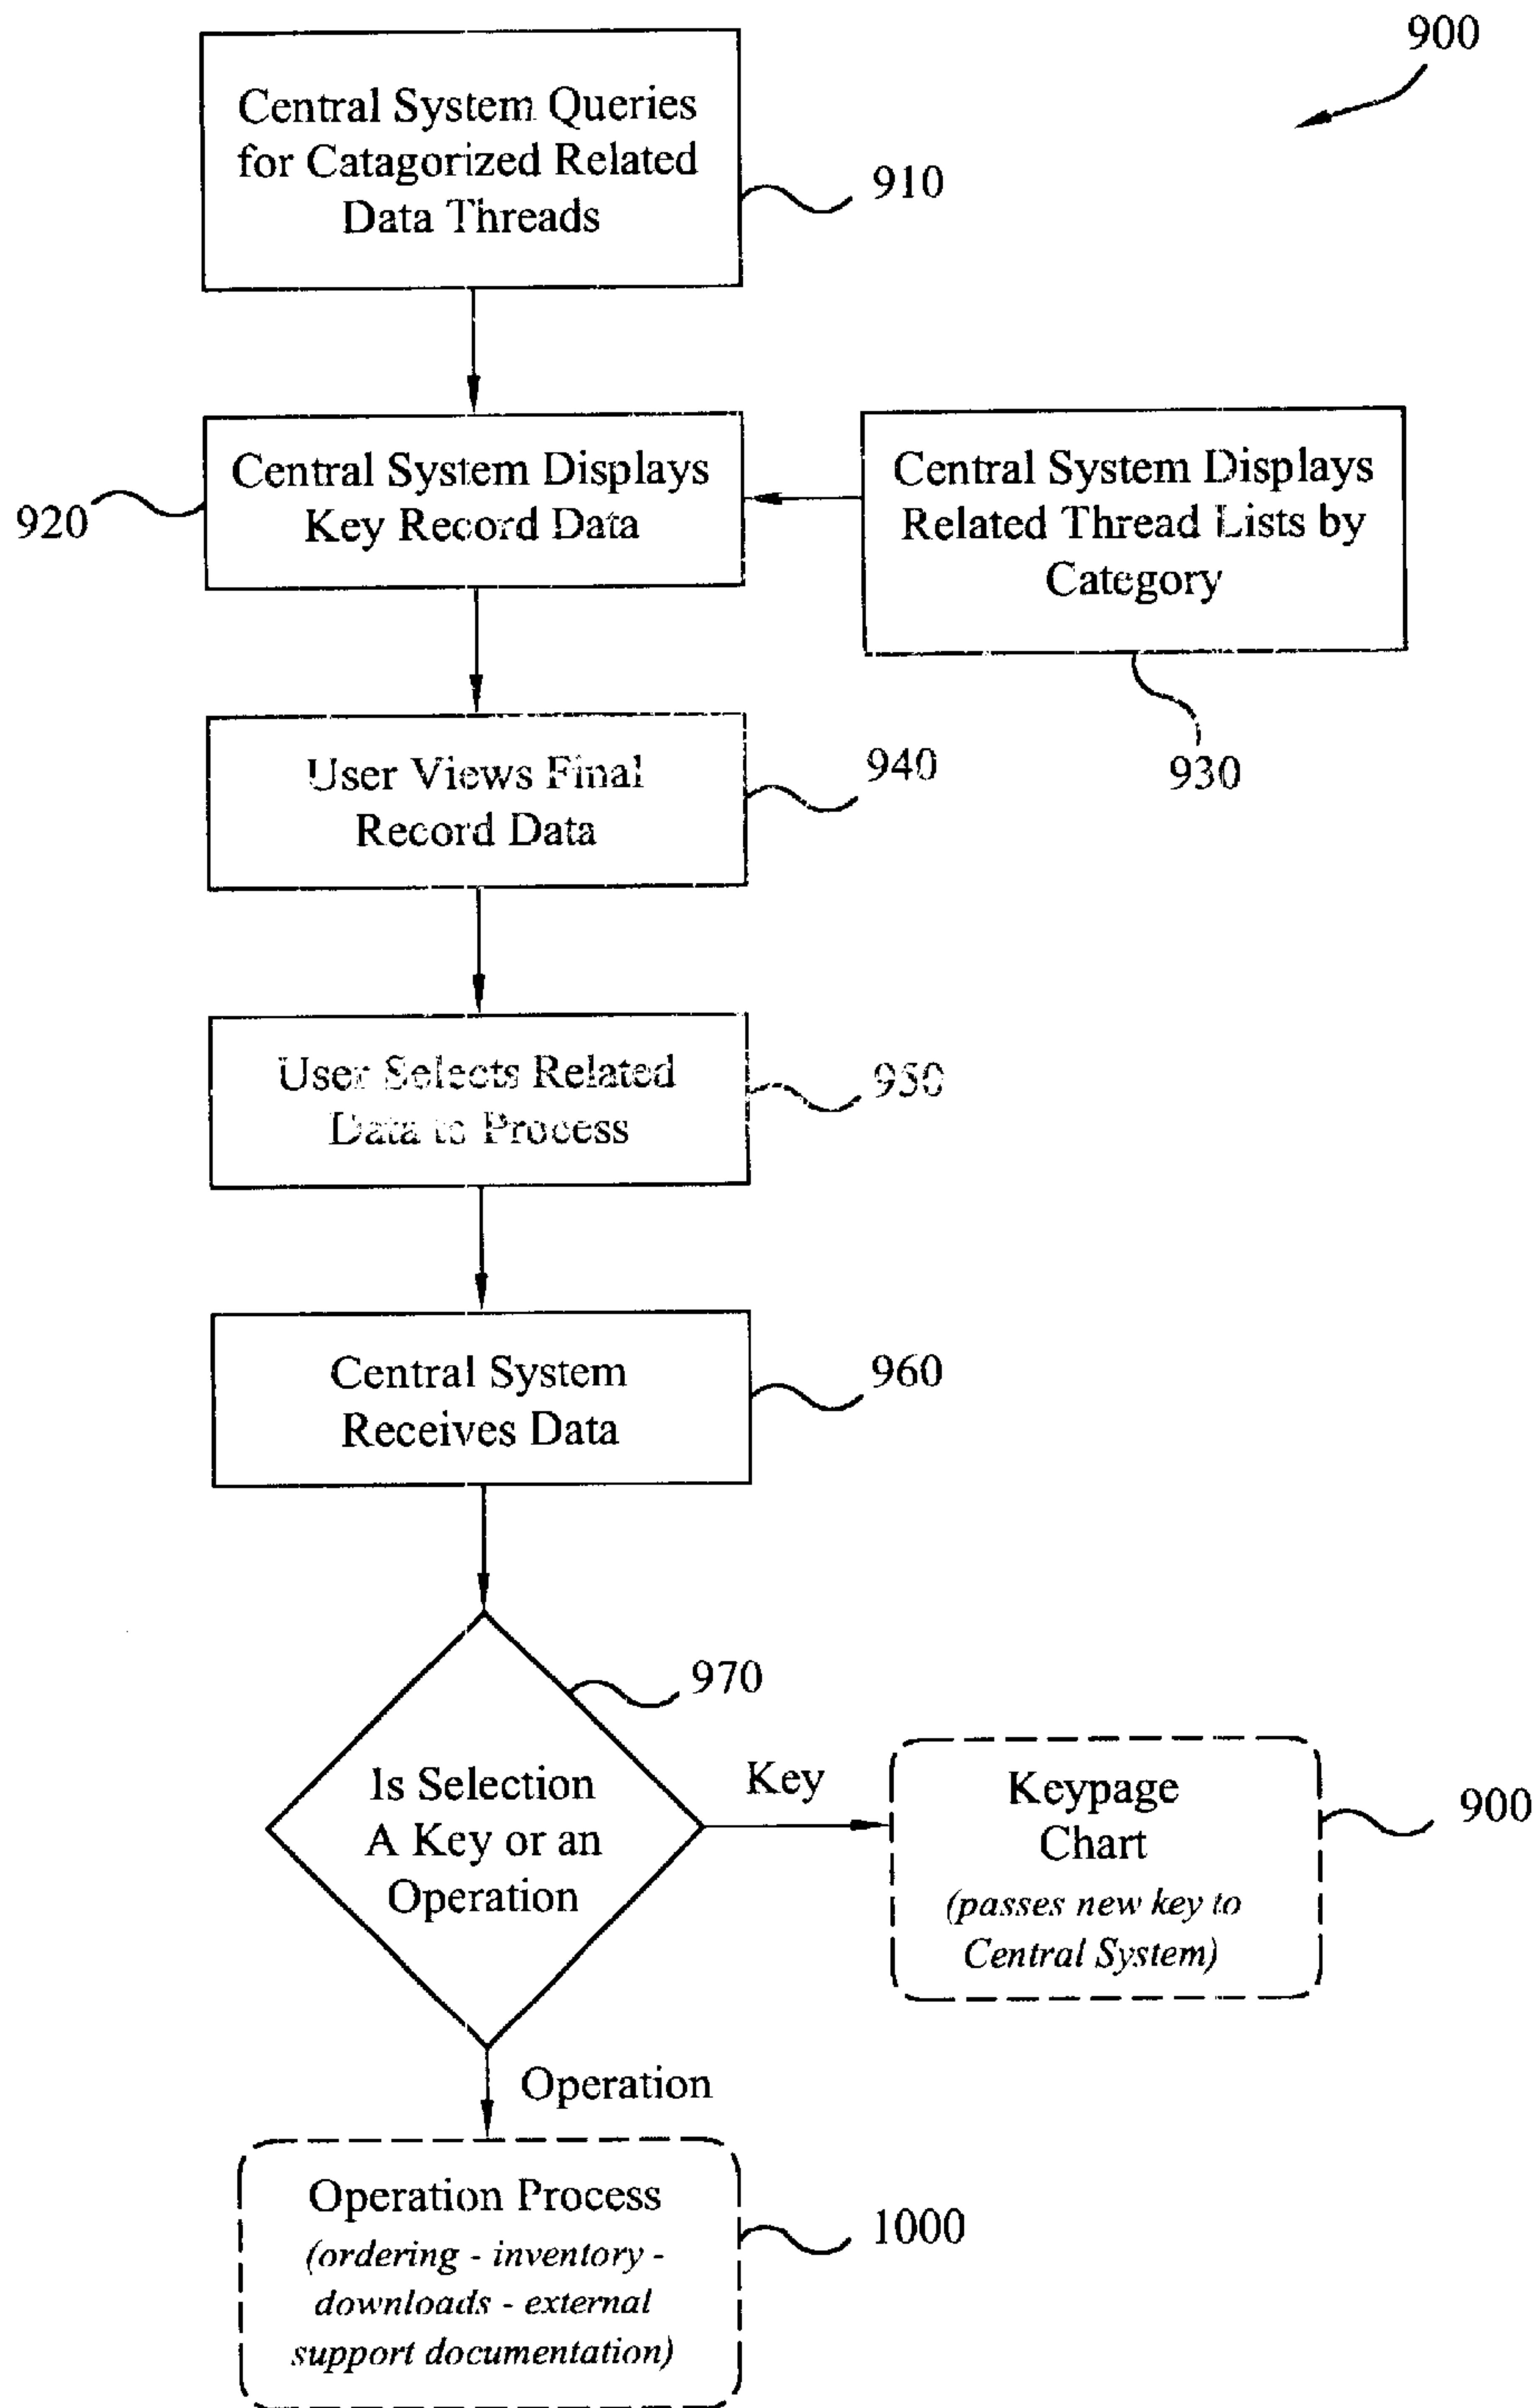 900
Central System Queries
for Catagorized Related
Data Threads
910
Central System Displays
Key Record Data
920
Central System Displays
Related Thread Lists by
Category
930
User Views Final
Record Data
940
User Selects Related
Data to Process
950
Central System
Receives Data
960
970
Is Selection
A Key or an
Operation
Key
Keypage
Chart
(passes new key to
Central System)
900
Operation
Operation Process
(ordering - inventory -
downloads - external
support documentation)
1000